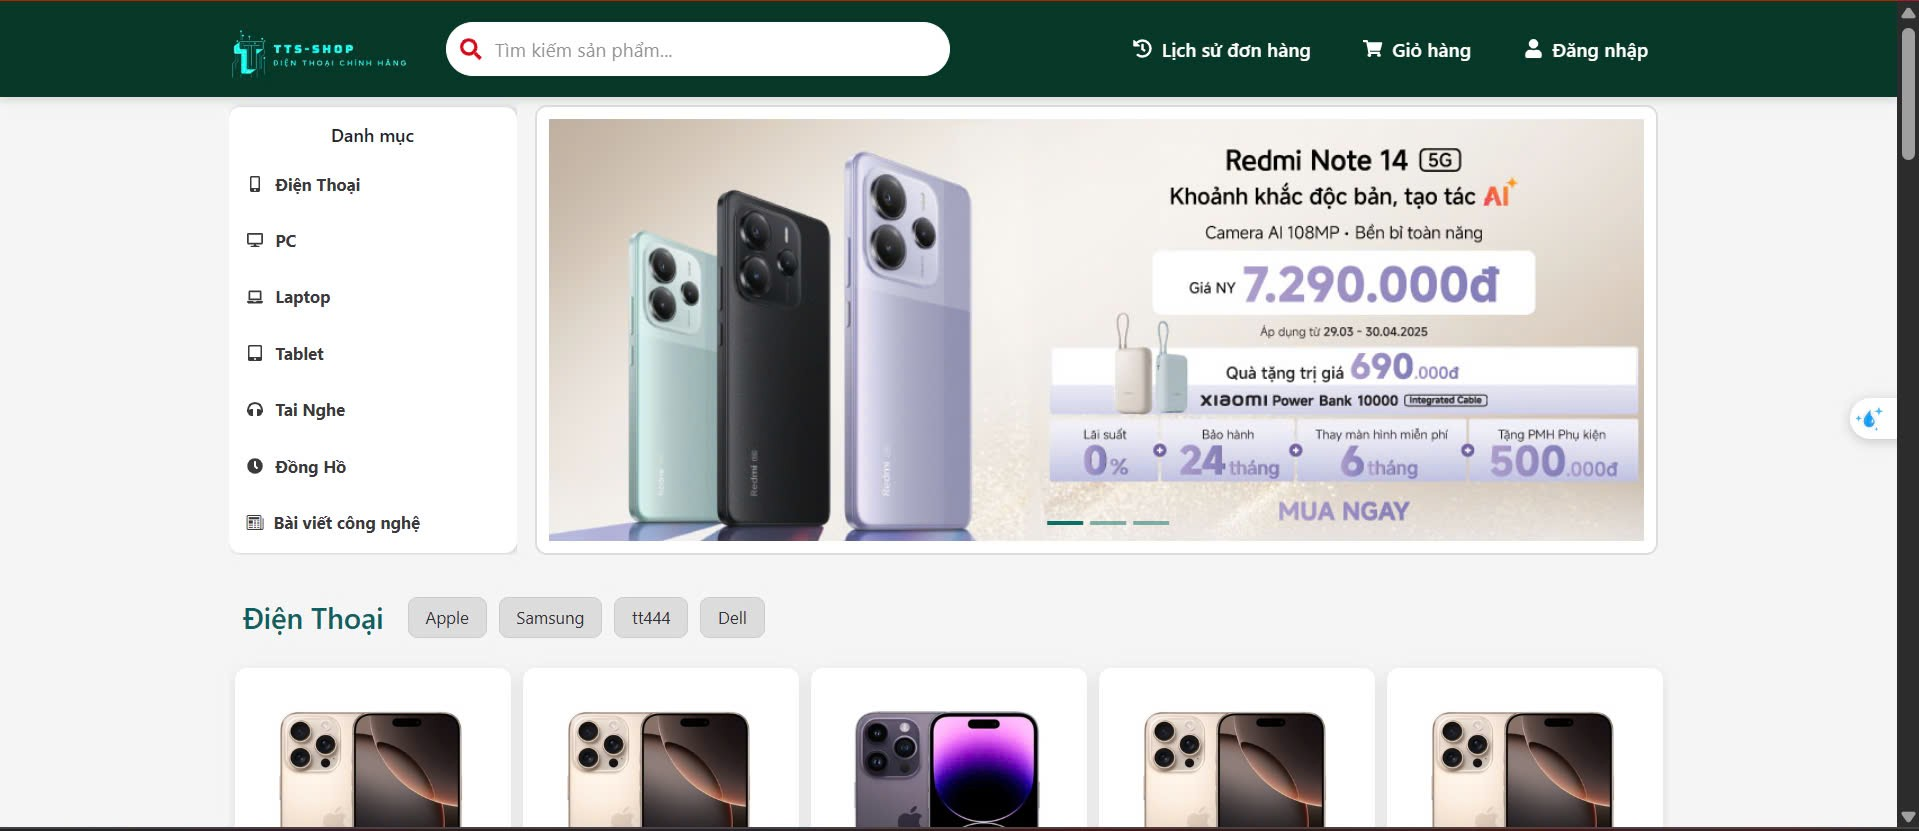 TTS-SHOP
ĐIỆN THOẠI CHÍNH HÃNG
Tìm kiếm sản phẩm...
Lịch sử đơn hàng
Giỏ hàng
Đăng nhập
Danh mục
Điện Thoại
PC
Laptop
Tablet
Tai Nghe
Đồng Hồ
Bài viết công nghệ
Redmi Note 14 5G
Khoảnh khắc độc bản, tạo tác AI
Camera AI 108MP • Bền bỉ toàn năng
Giá NY 7.290.000đ
Áp dụng từ 29.03 - 30.04.2025
Quà tặng trị giá 690.000đ
xiaomi Power Bank 10000 Integrated Cable
Lãi suất
0%
Bảo hành
24 tháng
Thay màn hình miễn phí
6 tháng
Tặng PMH Phụ kiện
500.000đ
MUA NGAY
Redmi
Redmi
Redmi
Điện Thoại
Apple
Samsung
tt444
Dell